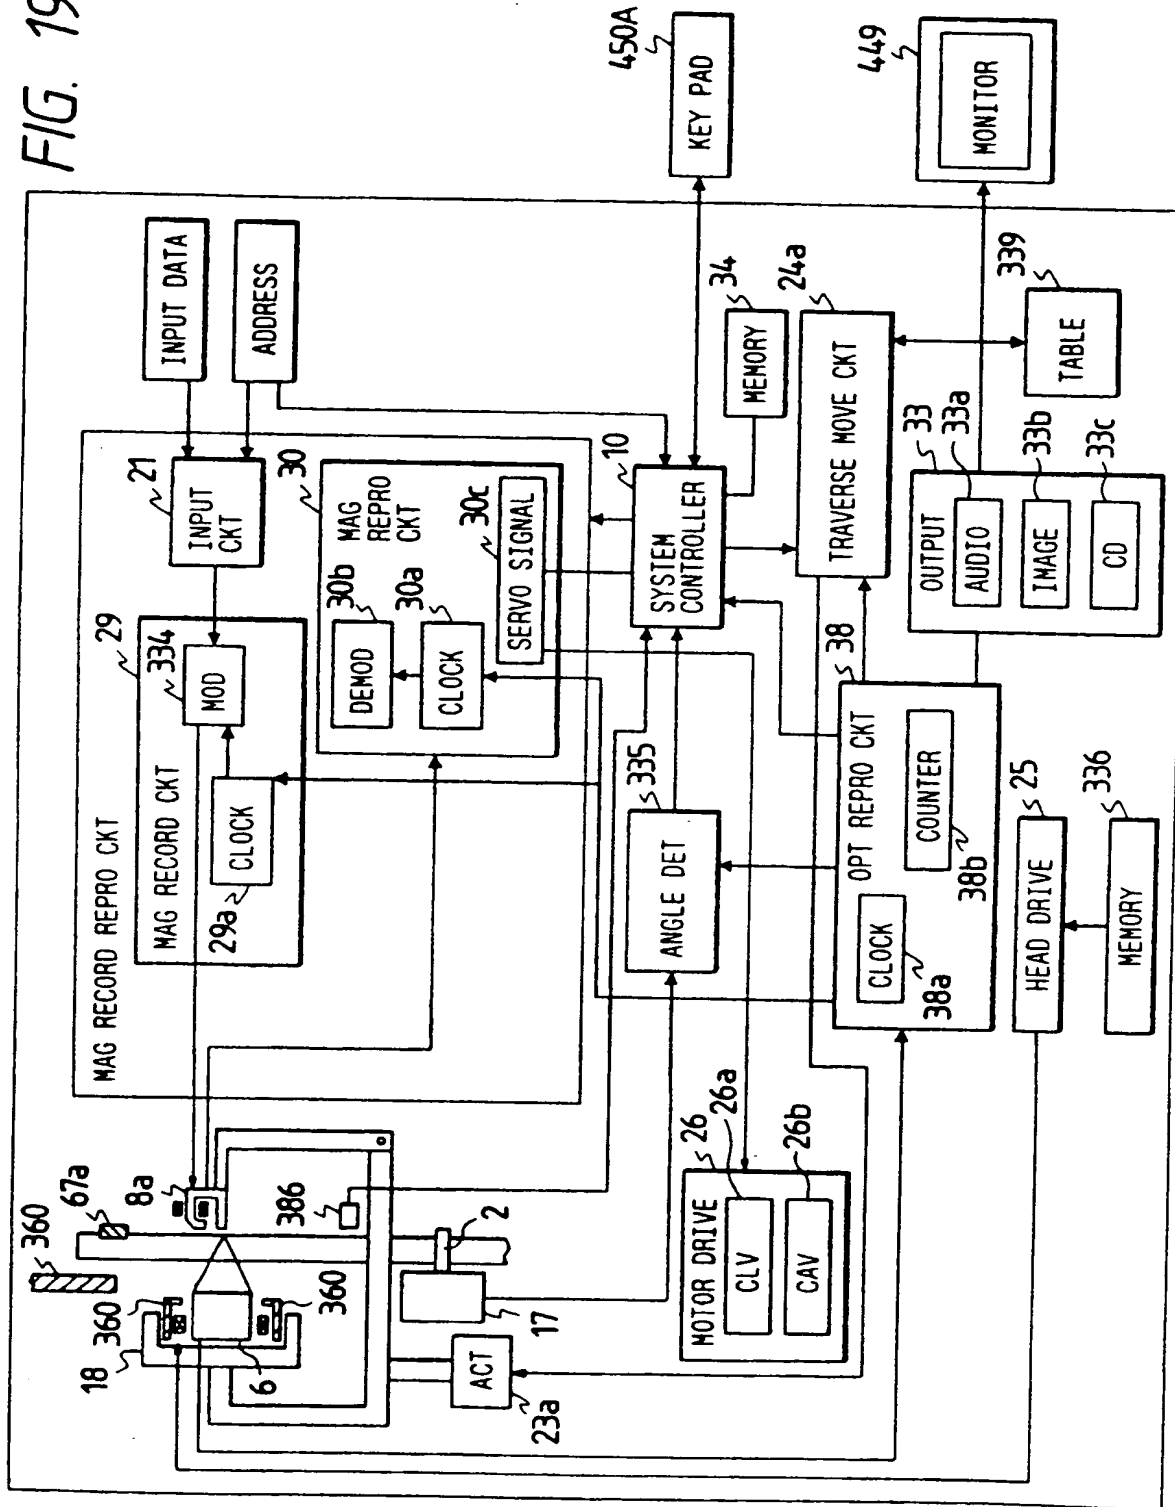 FIG. 19
450A
KEY PAD
449
MONITOR
INPUT DATA
ADDRESS
MAG RECORD REPRO CKT
21
INPUT CKT
29
334
MOD
MAG RECORD CKT
CLOCK
29a
30
MAG REPRO CKT
30b
DEMOD
30a
CLOCK
30c
SERVO SIGNAL
10
SYSTEM CONTROLLER
34
MEMORY
24a
TRAVERSE MOVE CKT
339
TABLE
33
OUTPUT
33a
AUDIO
33b
IMAGE
33c
CD
335
ANGLE DET
38
OPT REPRO CKT
CLOCK
38a
COUNTER
38b
25
HEAD DRIVE
336
MEMORY
26
MOTOR DRIVE
26a
CLV
26b
CAV
360
67a
8a
386
2
17
360
360
18
6
ACT
23a